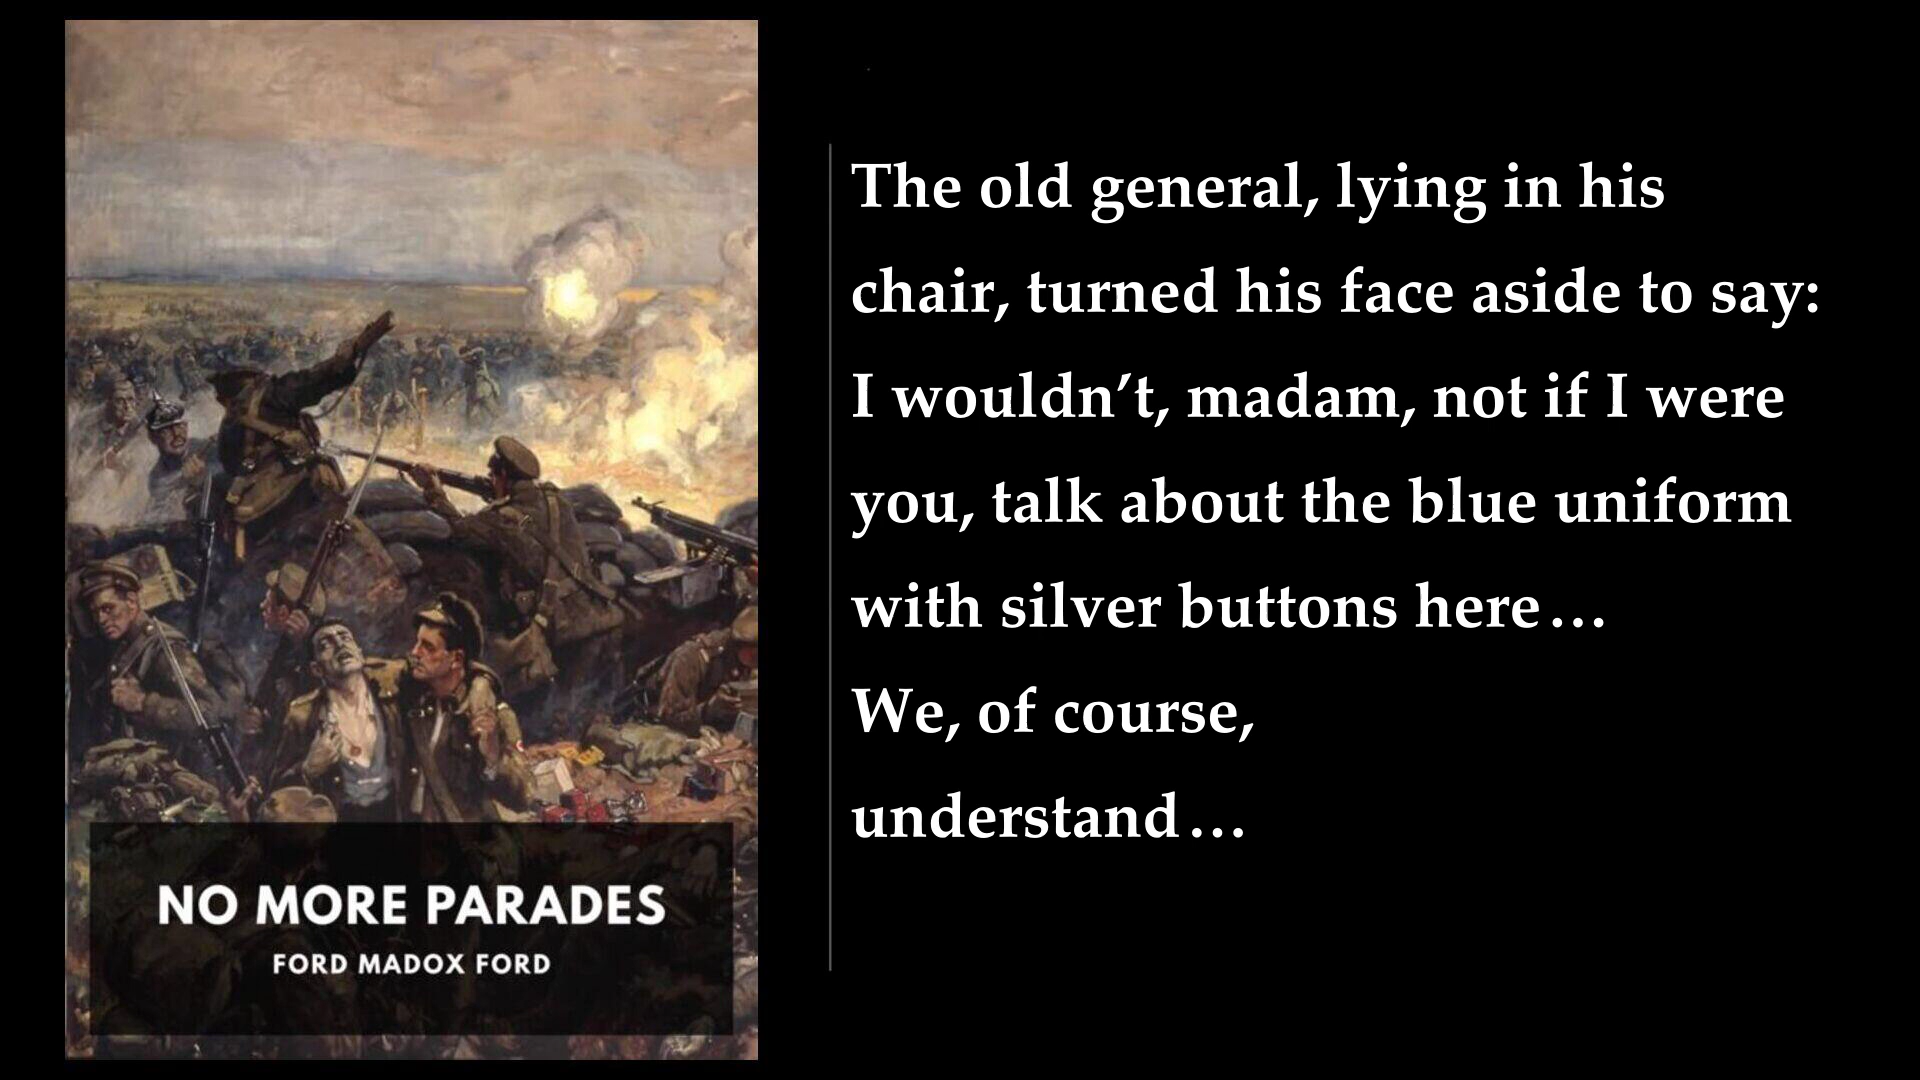 The old general, lying in his
chair, turned his face aside to say:
I wouldn’t, madam, not if I were
you, talk about the blue uniform
with silver buttons here…
We, of course,
understand…
NO MORE PARADES
FORD MADOX FORD